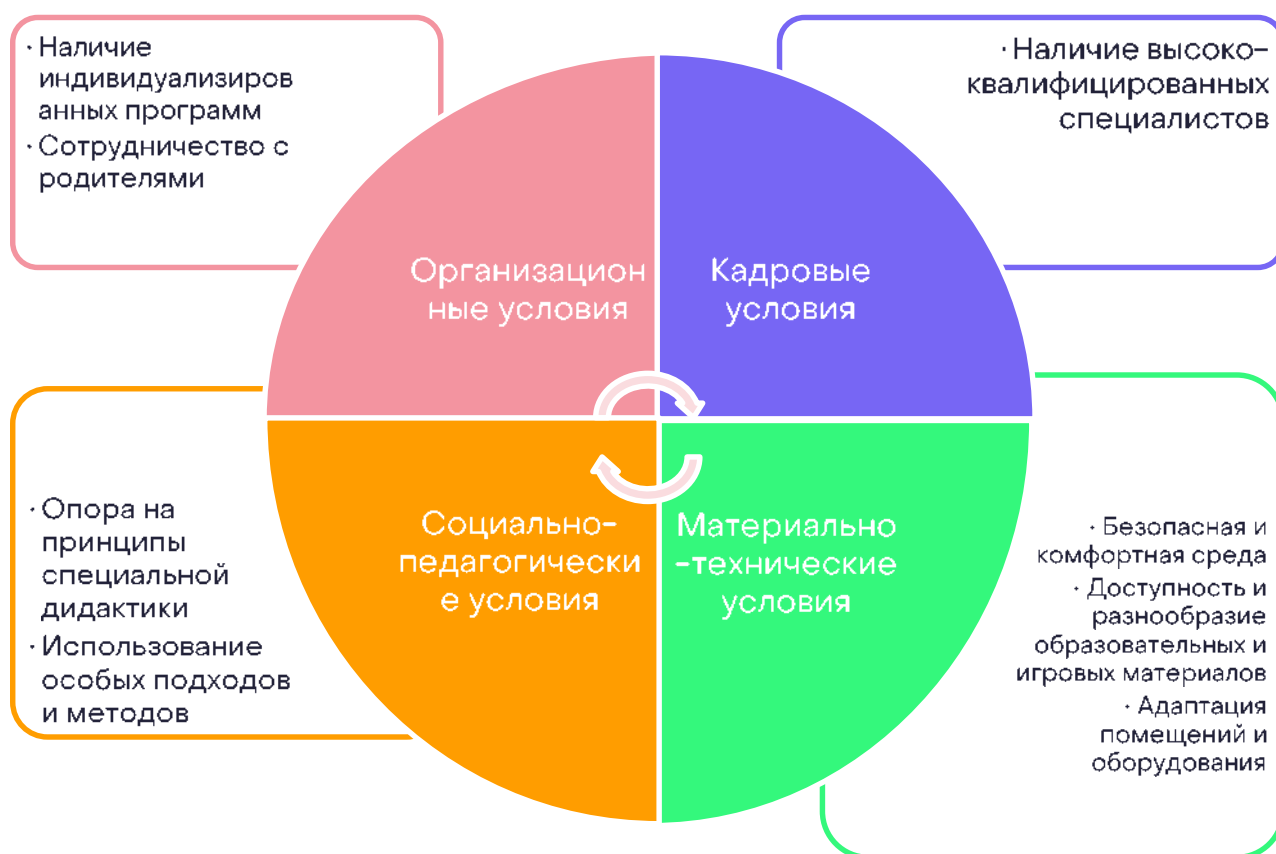 · Наличие
индивидуализиров
анных программ
· Сотрудничество с
родителями
· Наличие высоко-
квалифицированных
специалистов
Организацион
ные условия
Кадровые
условия
Социально-
педагогически
е условия
Материально
-технические
условия
· Опора на
принципы
специальной
дидактики
· Использование
особых подходов
и методов
· Безопасная и
комфортная среда
· Доступность и
разнообразие
образовательных и
игровых материалов
· Адаптация
помещений и
оборудования